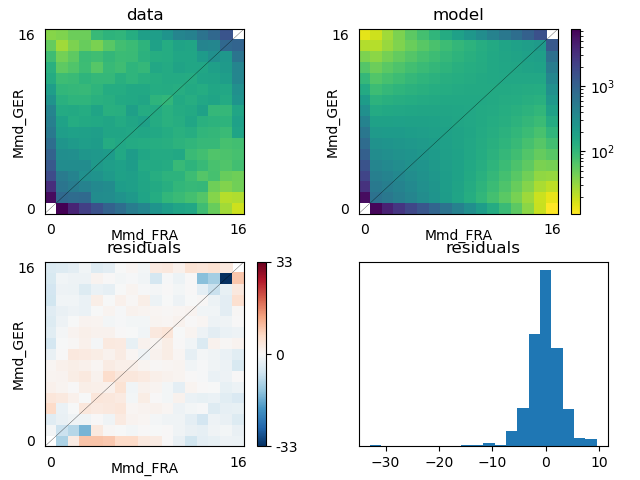 data
model
16
Mmd_GER
0
0
Mmd_FRA
16
16
Mmd_GER
0
0
Mmd_FRA
16
10³
10²
residuals
16
Mmd_GER
0
0
Mmd_FRA
16
33
0
-33
residuals
−30
−20
−10
0
10